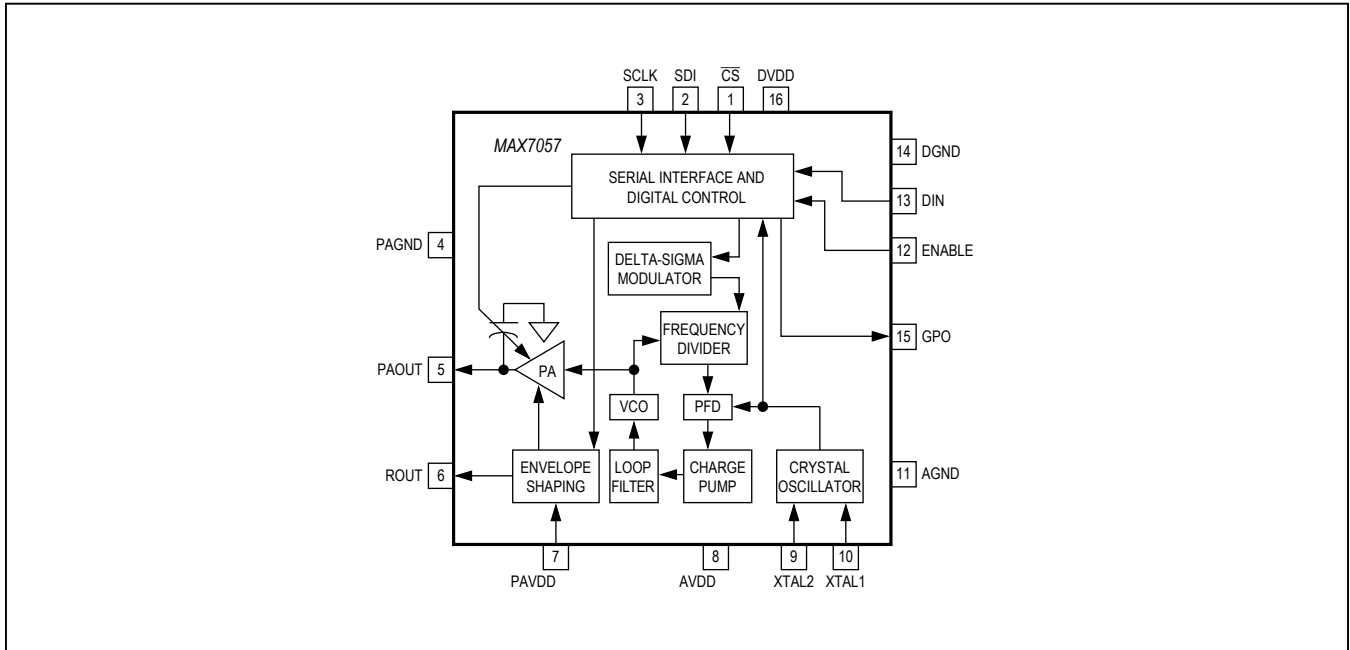 SCLK SDI CS DVDD
3 2 1 16
MAX7057
14 DGND
SERIAL INTERFACE AND
DIGITAL CONTROL
13 DIN
PAGND 4
12 ENABLE
DELTA-SIGMA
MODULATOR
FREQUENCY
DIVIDER
15 GPO
PAOUT 5
PA
VCO
PFD
ROUT 6
ENVELOPE
SHAPING
LOOP
FILTER
CHARGE
PUMP
CRYSTAL
OSCILLATOR
11 AGND
7 8 9 10
PAVDD AVDD XTAL2 XTAL1